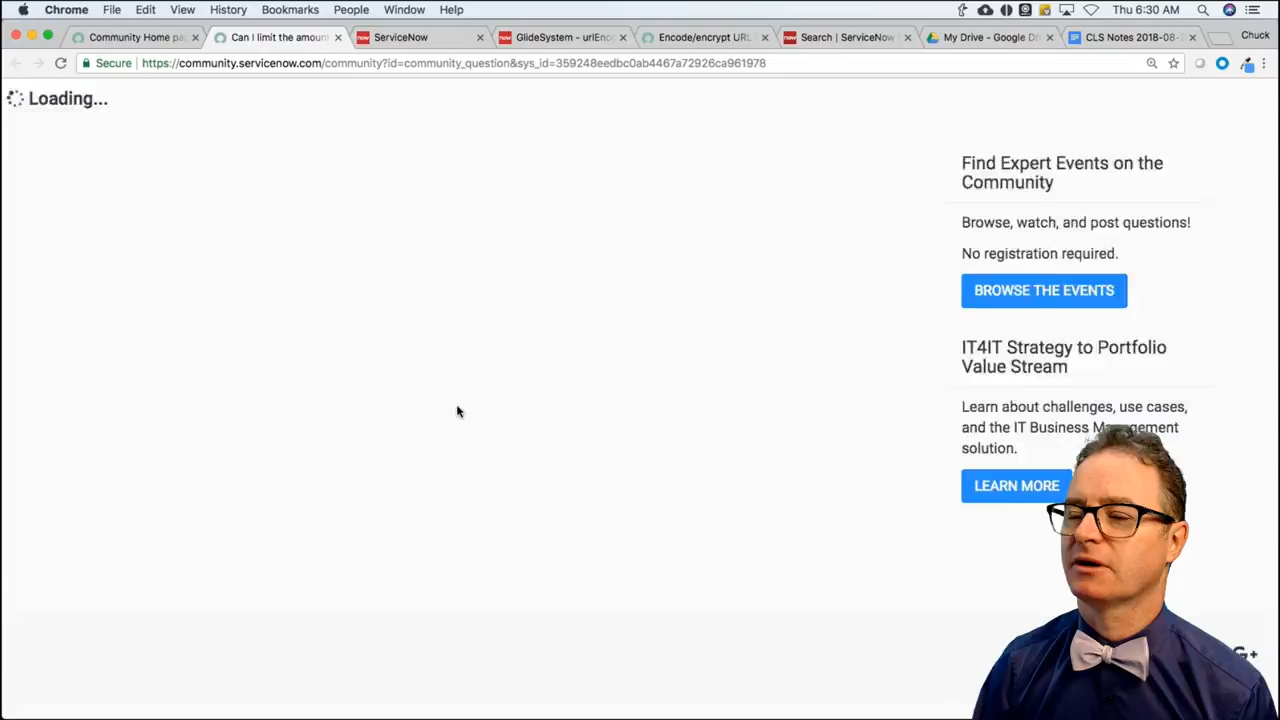 Chrome File Edit View History Bookmarks People Window Help
Thu 6:30 AM
Community Home pa
Can I limit the amoun
ServiceNow
GlideSystem - urlEnc
Encode/encrypt URL
Search | ServiceNow
My Drive - Google Dr
CLS Notes 2018-08-2
Chuck
Secure https://community.servicenow.com/community?id=community_question&sys_id=359248eedbc0ab4467a72926ca961978
Loading...
Find Expert Events on the
Community
Browse, watch, and post questions!
No registration required.
BROWSE THE EVENTS
IT4IT Strategy to Portfolio
Value Stream
Learn about challenges, use cases,
and the IT Business Management
solution.
LEARN MORE
G+